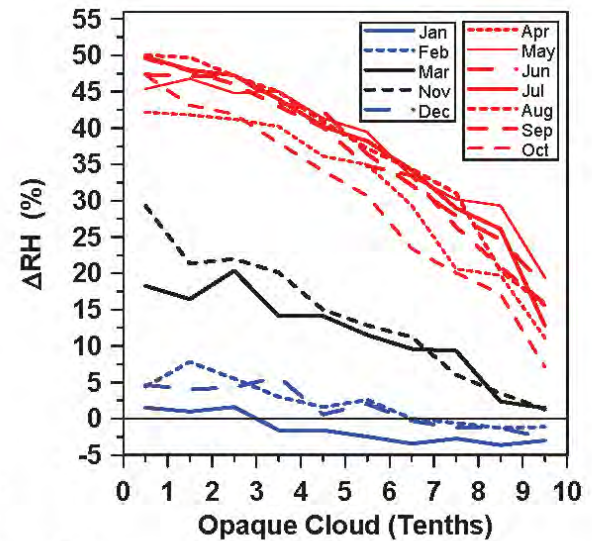 ΔRH (%)
55
50
45
40
35
30
25
20
15
10
5
0
-5
Jan
Feb
Mar
Nov
Dec
Apr
May
Jun
Jul
Aug
Sep
Oct
0 1 2 3 4 5 6 7 8 9 10
Opaque Cloud (Tenths)